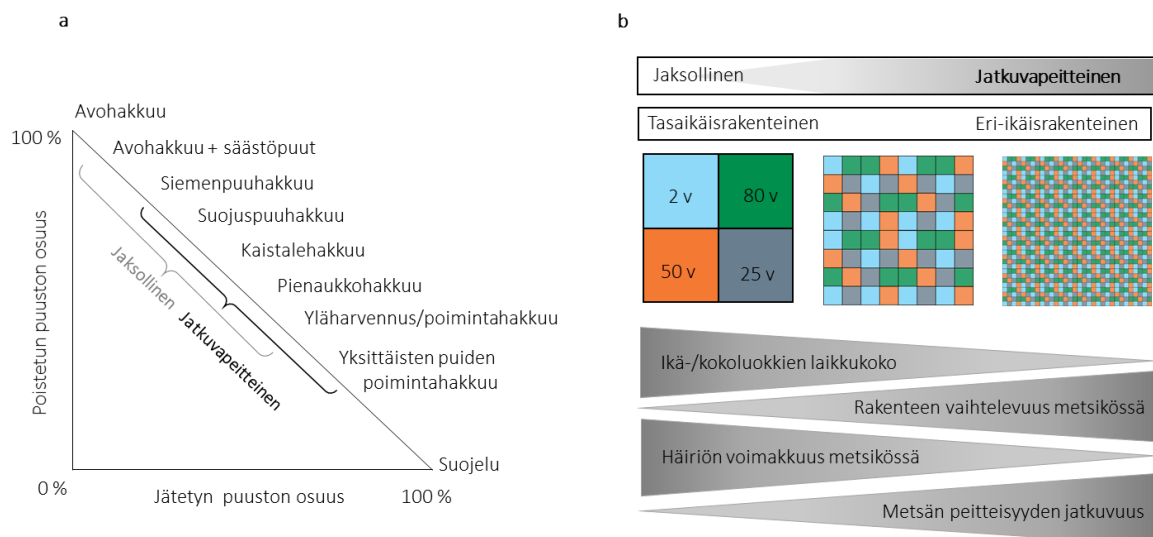 a
Avohakkuu
100 %
Avohakkuu + säästöpuut
Siemenpuuhakkuu
Suojuspuuhakkuu
Kaistalehakkuu
Pienaukkohakkuu
Yläharvennus/poimintahakkuu
Yksittäisten puiden
poimintahakkuu
Jaksollinen
Jatkuvapeitteinen
Poistetun puuston osuus
Suojelu
0 %
Jätetyn puuston osuus
100 %
b
Jaksollinen
Jatkuvapeitteinen
Tasaikäisrakenteinen
Eri-ikäisrakenteinen
2 v
80 v
50 v
25 v
Ikä-/kokoluokkien laikkukoko
Rakenteen vaihtelevuus metsikössä
Häiriön voimakkuus metsikössä
Metsän peitteisyyden jatkuvuus